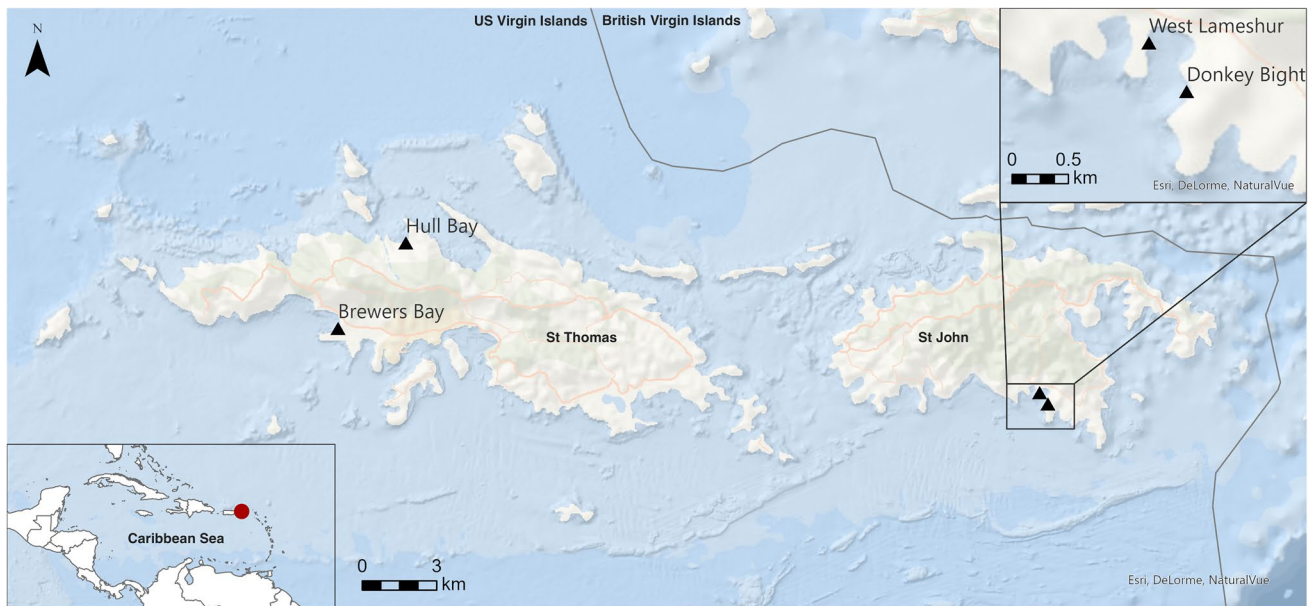 N
US Virgin Islands
British Virgin Islands
West Lameshur
Donkey Bight
0 0.5
km
Esri, DeLorme, NaturalVue
Hull Bay
Brewers Bay
St Thomas
St John
Caribbean Sea
0 3
km
Esri, DeLorme, NaturalVue